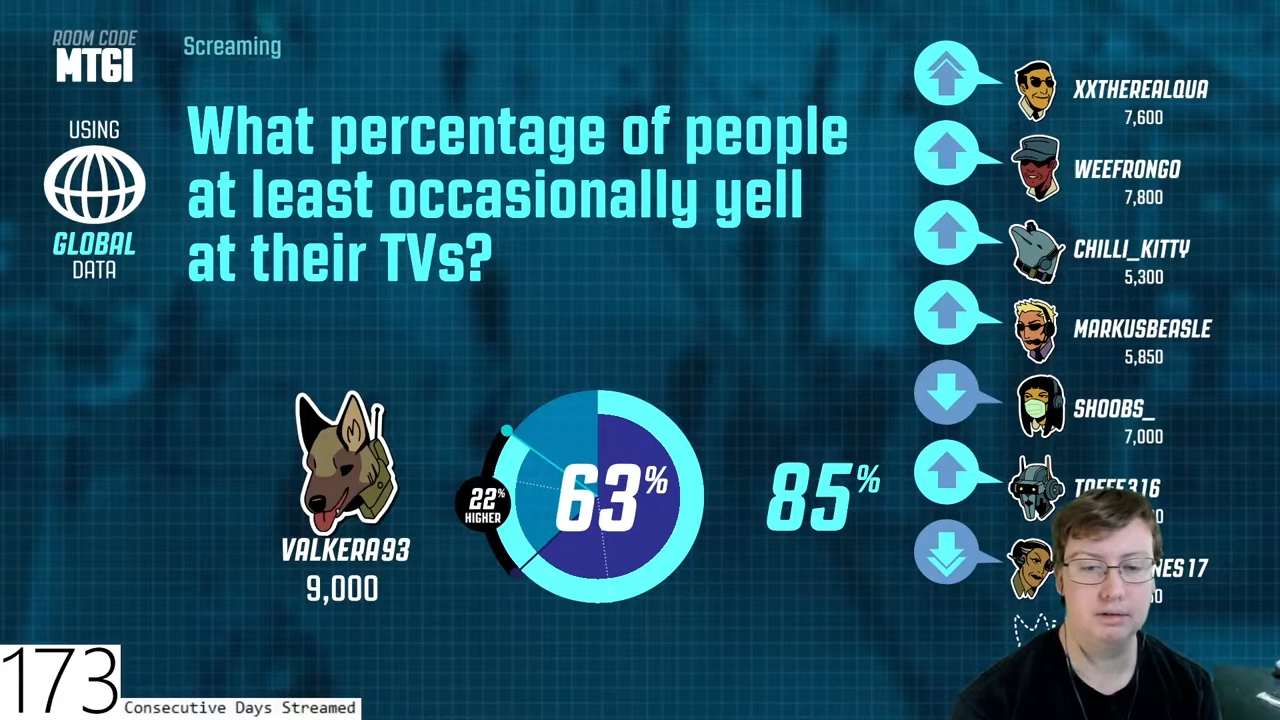 ROOM CODE
MTGI
USING
GLOBAL
DATA
Screaming
What percentage of people
at least occasionally yell
at their TVs?
VALKERA93
9,000
22%
HIGHER
63%
85%
XXTHEREALQUA
7,600
WEEFRONGO
7,800
CHILLI_KITTY
5,300
MARKUSBEASLE
5,850
SHOOBS_
7,000
173
Consecutive Days Streamed